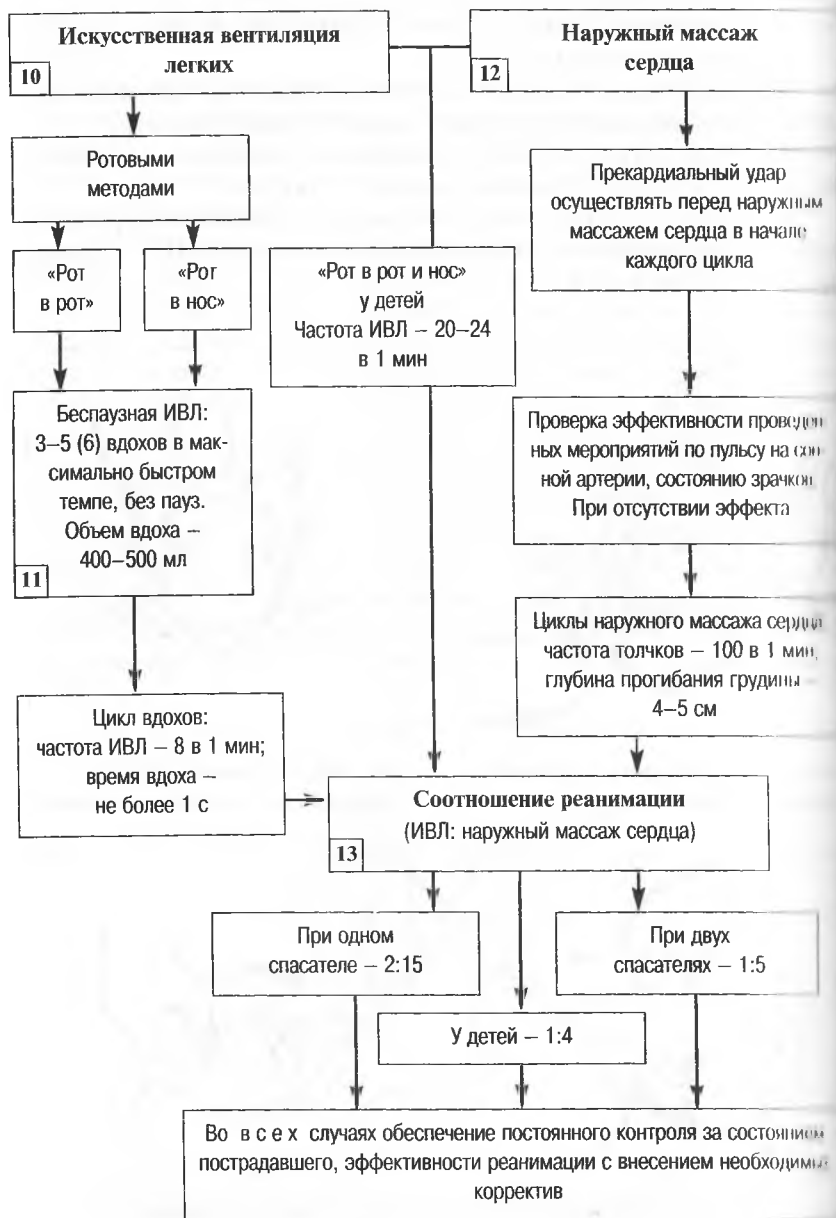 Искусственная вентиляция
легких
10
Наружный массаж
сердца
12
Ротовыми
методами
Прекардиальный удар
осуществлять перед наружным
массажем сердца в начале
каждого цикла
«Рот
в рот»
«Рот
в нос»
«Рот в рот и нос»
у детей
Частота ИВЛ – 20–24
в 1 мин
Беспаузная ИВЛ:
3–5 (6) вдохов в мак-
симально быстром
темпе, без пауз.
Объем вдоха –
400–500 мл
11
Проверка эффективности
ных мероприятий по пульсу на
ной артерии, состоянию зрачков
При отсутствии эффекта
Циклы наружного массажа сердца
частота толчков – 100 в 1 мин,
глубина прогибания грудины
4–5 см
Цикл вдохов:
частота ИВЛ – 8 в 1 мин;
время вдоха –
не более 1 с
Соотношение реанимации
(ИВЛ: наружный массаж сердца)
13
При одном
спасателе – 2:15
При двух
спасателях – 1:5
У детей – 1:4
Во всех случаях обеспечение постоянного контроля за состоянием
пострадавшего, эффективности реанимации с внесением
корректив